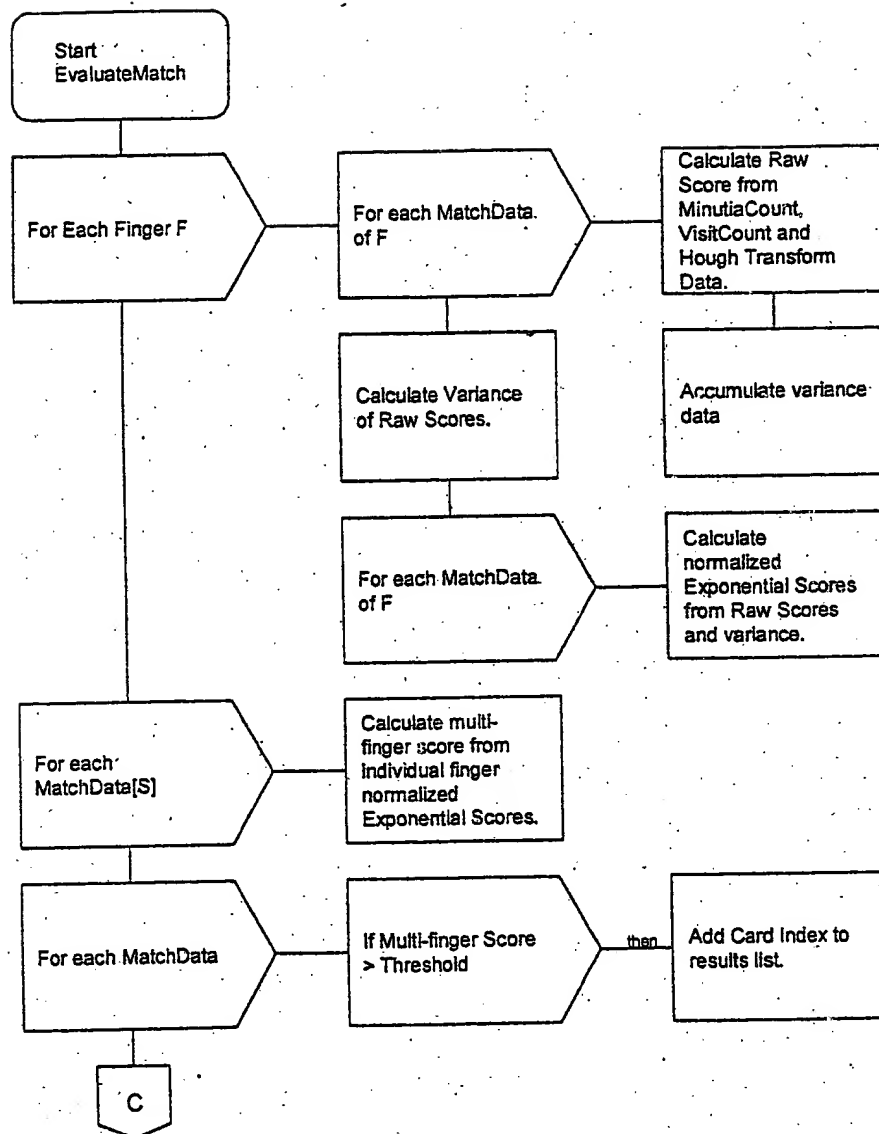 Start
EvaluateMatch
For Each Finger F
For each MatchData.
of F
Calculate Raw
Score from
MinutiaCount,
VisitCount and
Hough Transform
Data.
Calculate Variance
of Raw Scores.
Accumulate variance
data
For each MatchData.
of F
Calculate
normalized
Exponential Scores
from Raw Scores
and variance.
For each
MatchData[S]
Calculate multi-
finger score from
individual finger
normalized
Exponential Scores.
For each MatchData
If Multi-finger Score
> Threshold
then
Add Card Index to
results list.
C